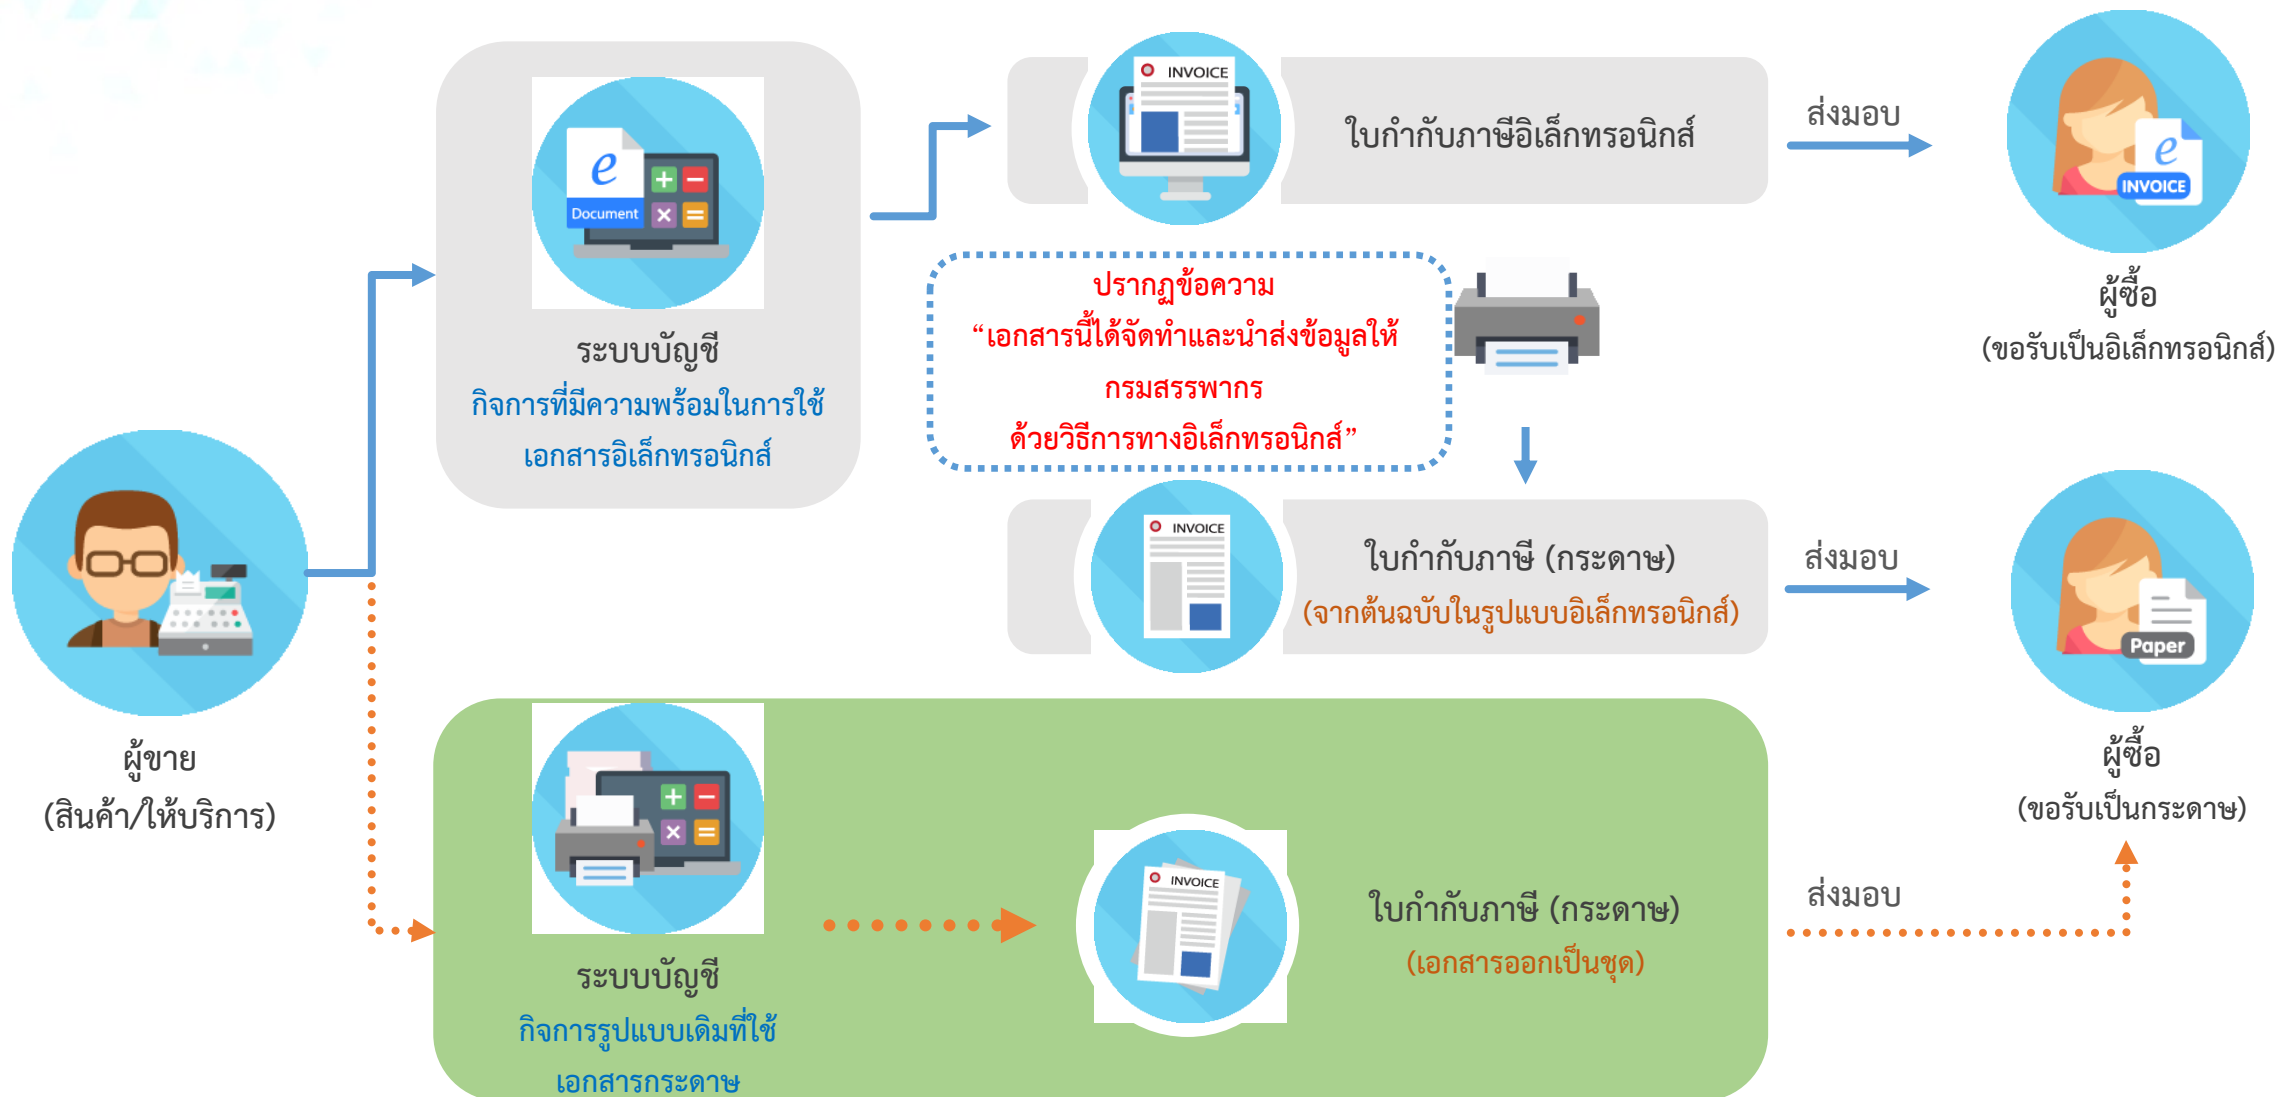 INVOICE
ใบกำกับภาษีอิเล็กทรอนิกส์
ส่งมอบ
e
INVOICE
ผู้ซื้อ
(ขอรับเป็นอิเล็กทรอนิกส์)
e
Document
ระบบบัญชี
กิจการที่มีความพร้อมในการใช้
เอกสารอิเล็กทรอนิกส์
ปรากฏข้อความ
“เอกสารนี้ได้จัดทำและนำส่งข้อมูลให้
กรมสรรพากร
ด้วยวิธีการทางอิเล็กทรอนิกส์”
ผู้ขาย
(สินค้า/ให้บริการ)
INVOICE
ใบกำกับภาษี (กระดาษ)
(จากต้นฉบับในรูปแบบอิเล็กทรอนิกส์)
ส่งมอบ
Paper
ผู้ซื้อ
(ขอรับเป็นกระดาษ)
ระบบบัญชี
กิจการรูปแบบเดิมที่ใช้
เอกสารกระดาษ
INVOICE
ใบกำกับภาษี (กระดาษ)
(เอกสารออกเป็นชุด)
ส่งมอบ